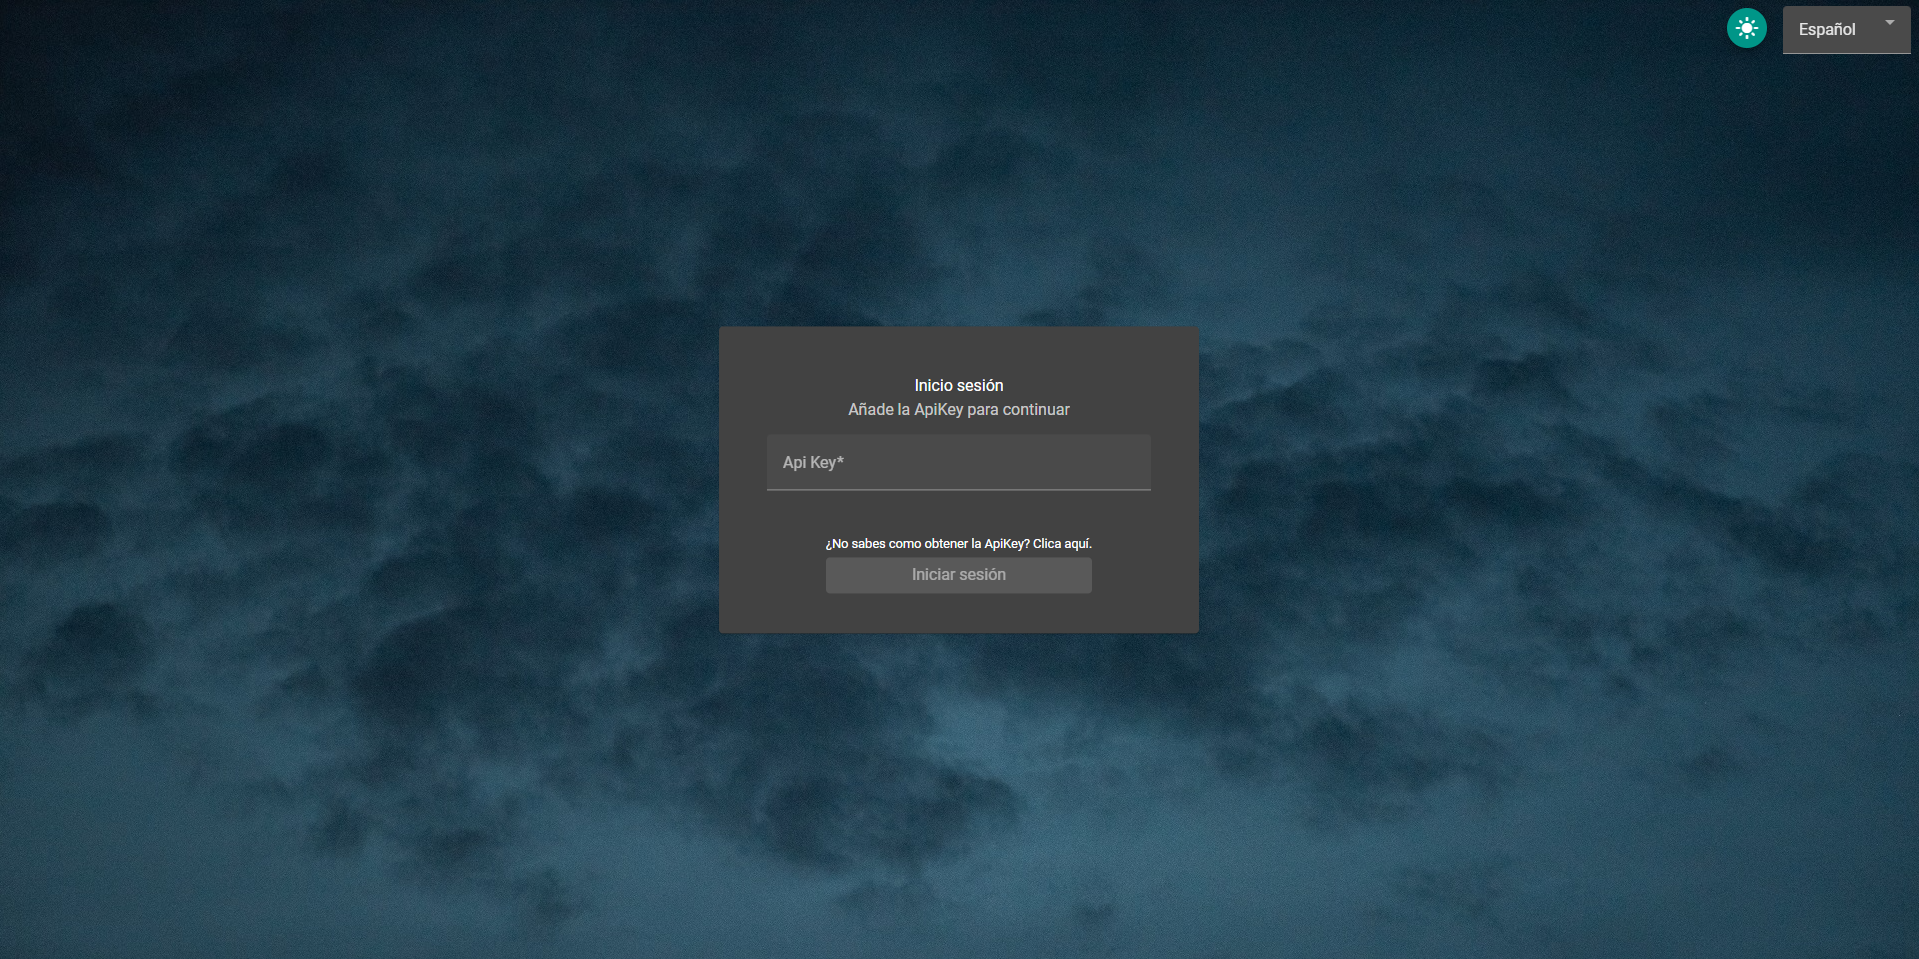 Español
Inicio sesión
Añade la ApiKey para continuar
Api Key*
¿No sabes como obtener la ApiKey? Clica aquí.
Iniciar sesión